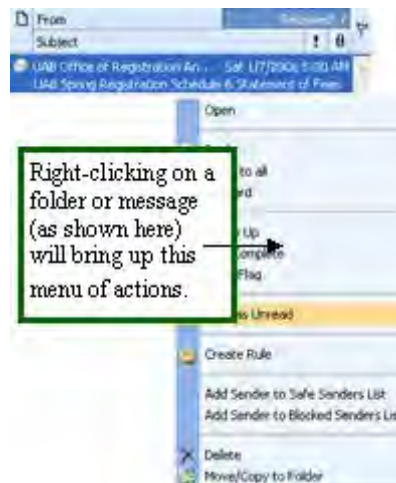 From
Received
Subject ! 0
UAB Office of Registration An... Sat 1/7/2006 5:00 AM
UAB Spring Registration Schedule & Statement of Fees
Open
to all
Right-clicking on a
folder or message
(as shown here)
will bring up this
menu of actions.
Up
Complete
Flag
as Unread
Create Rule
Add Sender to Safe Senders List
Add Sender to Blocked Senders Li
Delete
Move/Copy to Folder